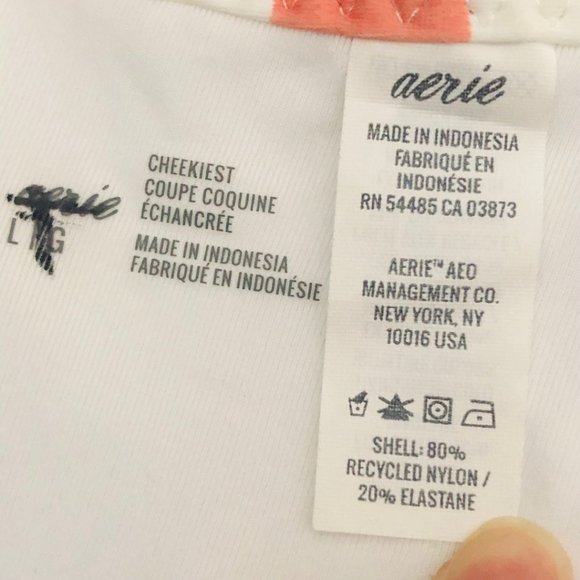 aerie
L G
CHEEKIEST
COUPE COQUINE
ÉCHANCRÉE
MADE IN INDONESIA
FABRIQUÉ EN INDONÉSIE
aerie
MADE IN INDONESIA
FABRIQUÉ EN
INDONÉSIE
RN 54485 CA 03873
AERIE™ AEO
MANAGEMENT CO.
NEW YORK, NY
10016 USA
SHELL: 80%
RECYCLED NYLON /
20% ELASTANE